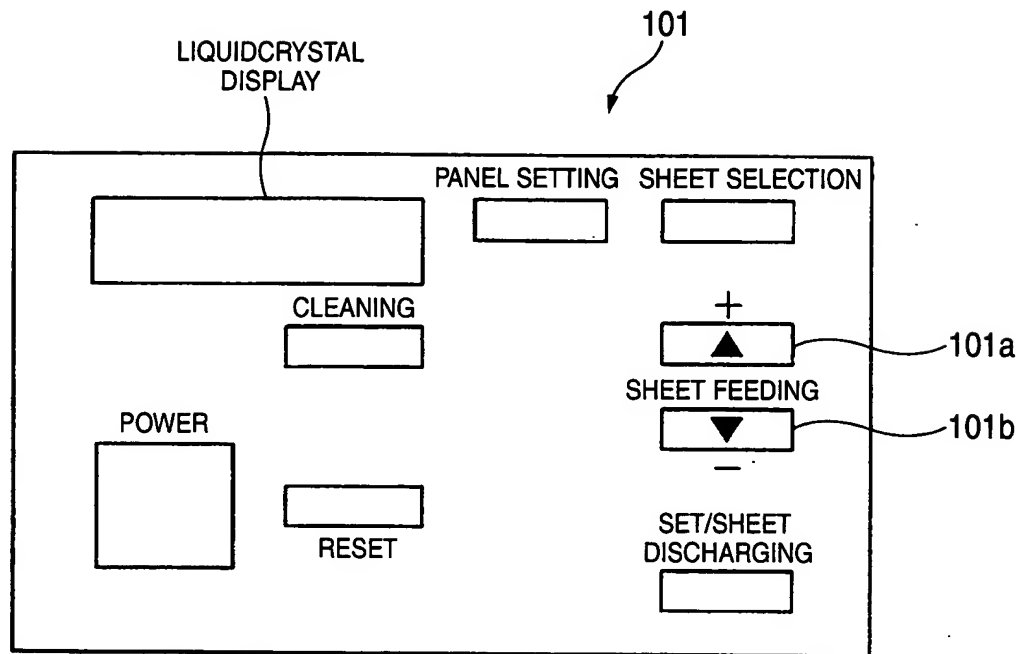 101
LIQUIDCRYSTAL
DISPLAY
PANEL SETTING
SHEET SELECTION
CLEANING
+
101a
SHEET FEEDING
101b
−
POWER
RESET
SET/SHEET
DISCHARGING